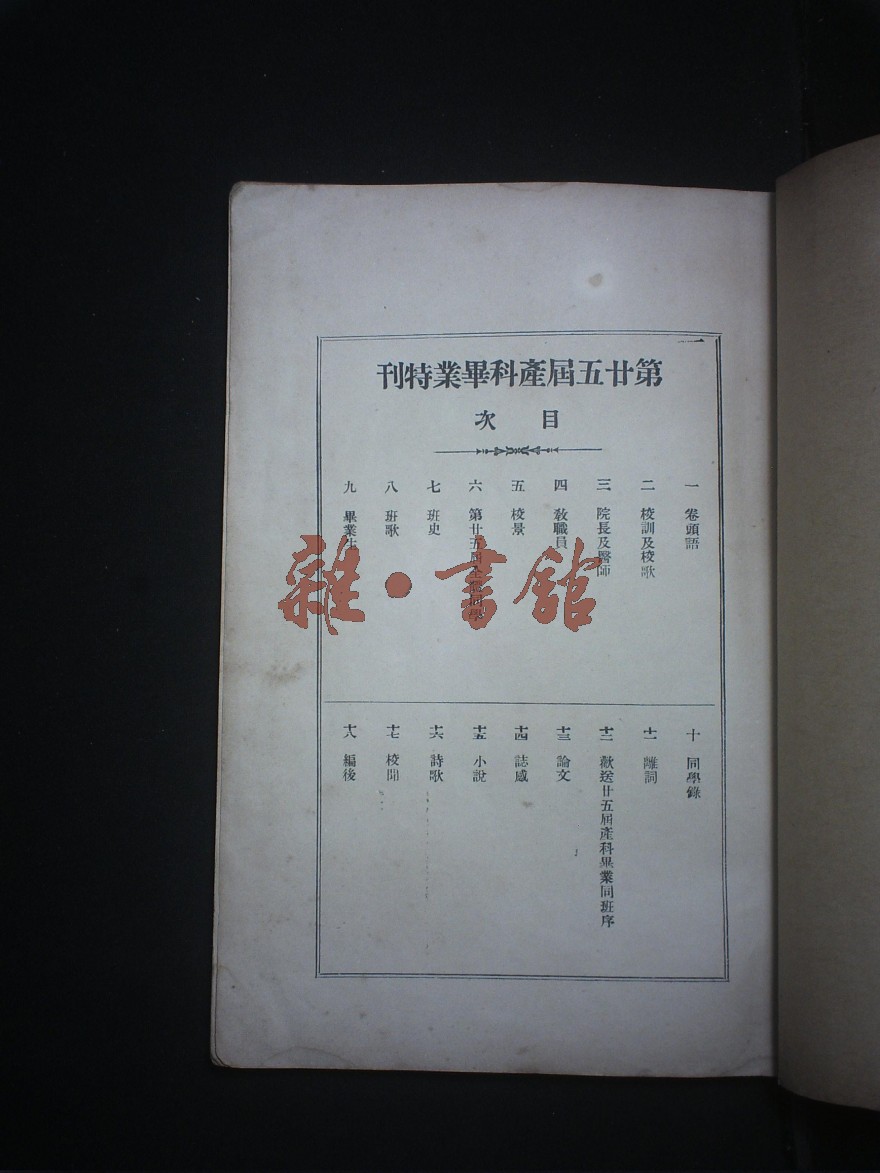 第廿五屆產科畢業特刊
目次
一 卷頭語
二 校訓及校歌
三 院長及醫師
四 教職員
五 校景
六 第廿五屆全體同學
七 班史
八 班歌
九 畢業生
十 同學錄
十一 離詞
十二 歡送廿五屆產科畢業同班序
十三 論文
十四 誌感
十五 小說
十六 詩歌
十七 校聞
十八 編後
雜·書館